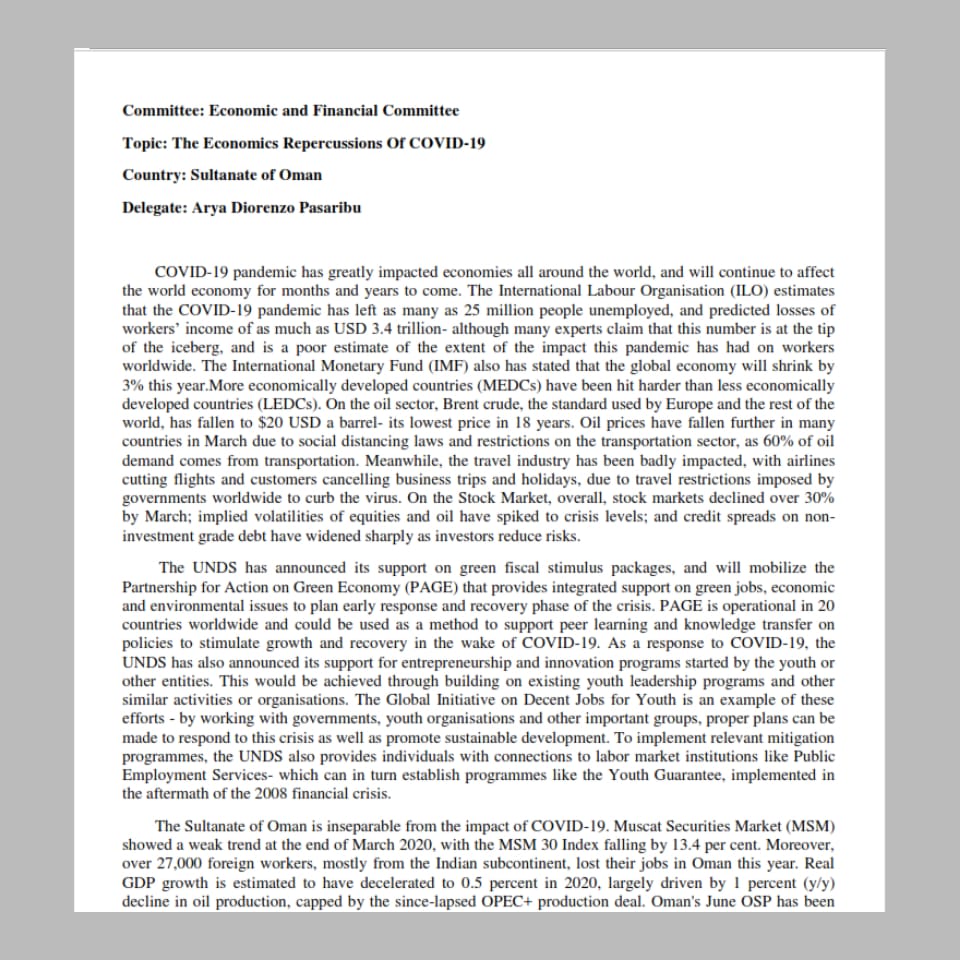 Committee: Economic and Financial Committee
Topic: The Economics Repercussions Of COVID-19
Country: Sultanate of Oman
Delegate: Arya Diorenzo Pasaribu
COVID-19 pandemic has greatly impacted economies all around the world, and will continue to affect
the world economy for months and years to come. The International Labour Organisation (ILO) estimates
that the COVID-19 pandemic has left as many as 25 million people unemployed, and predicted losses of
workers’ income of as much as USD 3.4 trillion- although many experts claim that this number is at the tip
of the iceberg, and is a poor estimate of the extent of the impact this pandemic has had on workers
worldwide. The International Monetary Fund (IMF) also has stated that the global economy will shrink by
3% this year.More economically developed countries (MEDCs) have been hit harder than less economically
developed countries (LEDCs). On the oil sector, Brent crude, the standard used by Europe and the rest of the
world, has fallen to $20 USD a barrel- its lowest price in 18 years. Oil prices have fallen further in many
countries in March due to social distancing laws and restrictions on the transportation sector, as 60% of oil
demand comes from transportation. Meanwhile, the travel industry has been badly impacted, with airlines
cutting flights and customers cancelling business trips and holidays, due to travel restrictions imposed by
governments worldwide to curb the virus. On the Stock Market, overall, stock markets declined over 30%
by March; implied volatilities of equities and oil have spiked to crisis levels; and credit spreads on non-
investment grade debt have widened sharply as investors reduce risks.
The UNDS has announced its support on green fiscal stimulus packages, and will mobilize the
Partnership for Action on Green Economy (PAGE) that provides integrated support on green jobs, economic
and environmental issues to plan early response and recovery phase of the crisis. PAGE is operational in 20
countries worldwide and could be used as a method to support peer learning and knowledge transfer on
policies to stimulate growth and recovery in the wake of COVID-19. As a response to COVID-19, the
UNDS has also announced its support for entrepreneurship and innovation programs started by the youth or
other entities. This would be achieved through building on existing youth leadership programs and other
similar activities or organisations. The Global Initiative on Decent Jobs for Youth is an example of these
efforts - by working with governments, youth organisations and other important groups, proper plans can be
made to respond to this crisis as well as promote sustainable development. To implement relevant mitigation
programmes, the UNDS also provides individuals with connections to labor market institutions like Public
Employment Services- which can in turn establish programmes like the Youth Guarantee, implemented in
the aftermath of the 2008 financial crisis.
The Sultanate of Oman is inseparable from the impact of COVID-19. Muscat Securities Market (MSM)
showed a weak trend at the end of March 2020, with the MSM 30 Index falling by 13.4 per cent. Moreover,
over 27,000 foreign workers, mostly from the Indian subcontinent, lost their jobs in Oman this year. Real
GDP growth is estimated to have decelerated to 0.5 percent in 2020, largely driven by 1 percent (y/y)
decline in oil production, capped by the since-lapsed OPEC+ production deal. Oman's June OSP has been